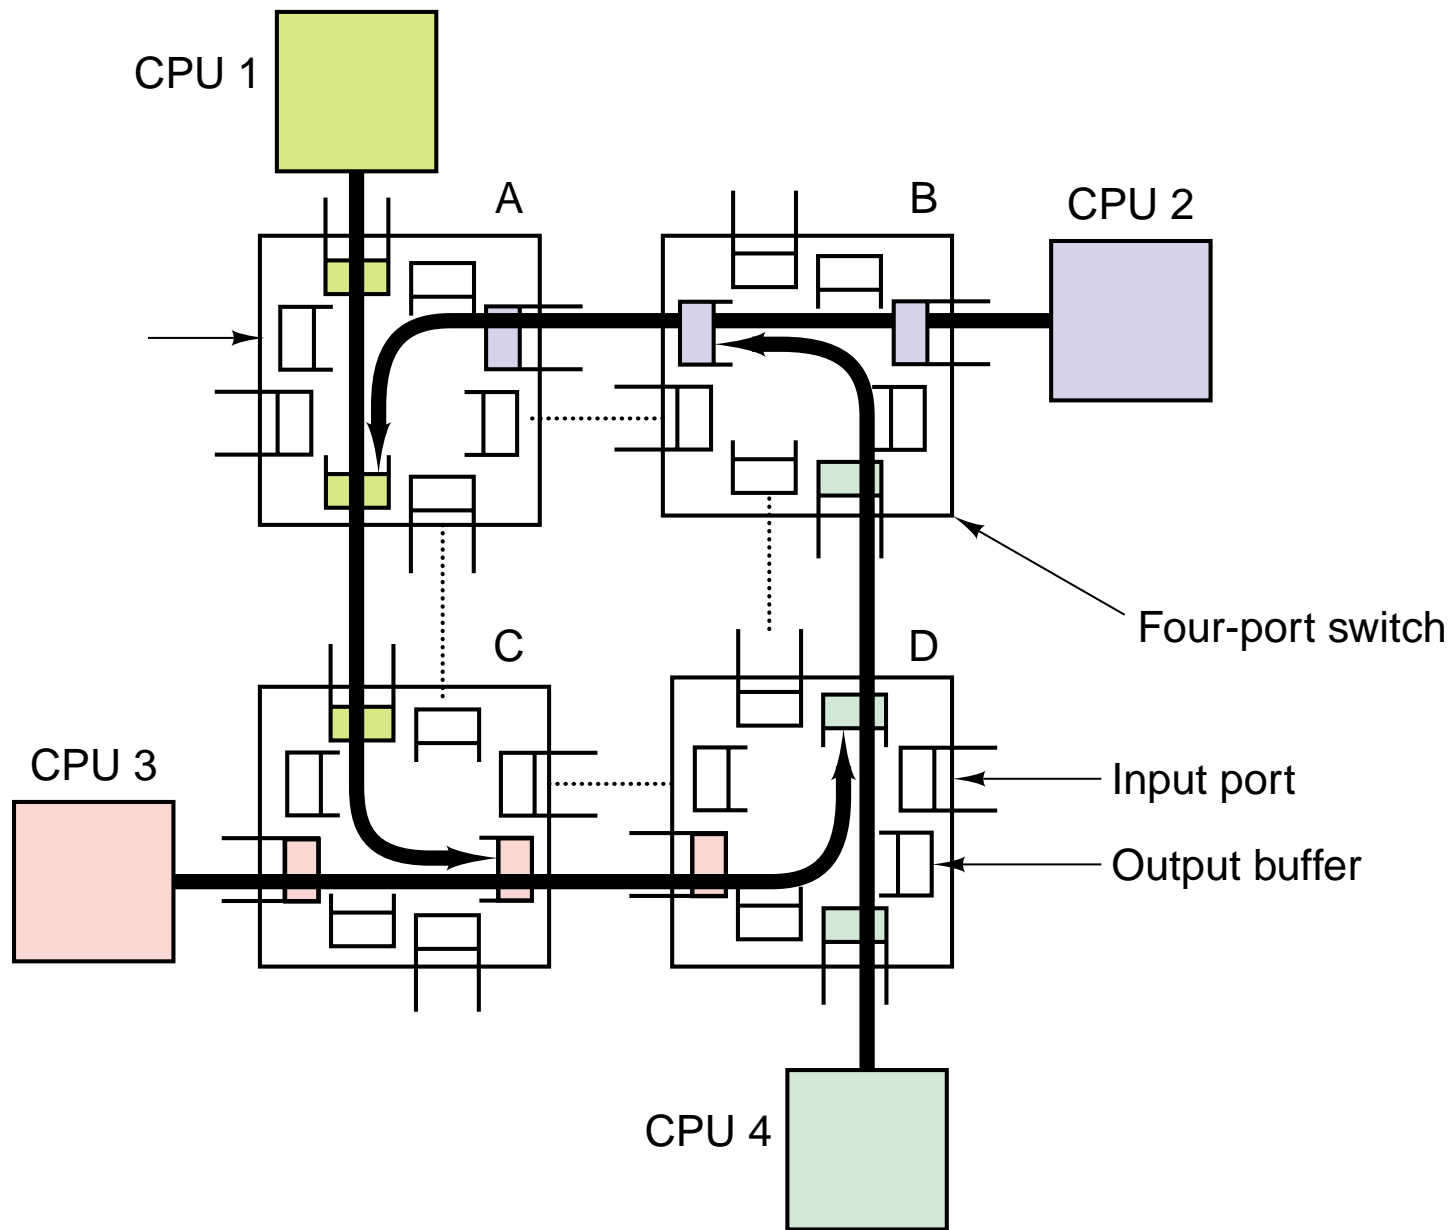 CPU 1
A
B
CPU 2
Four-port switch
C
D
CPU 3
Input port
Output buffer
CPU 4